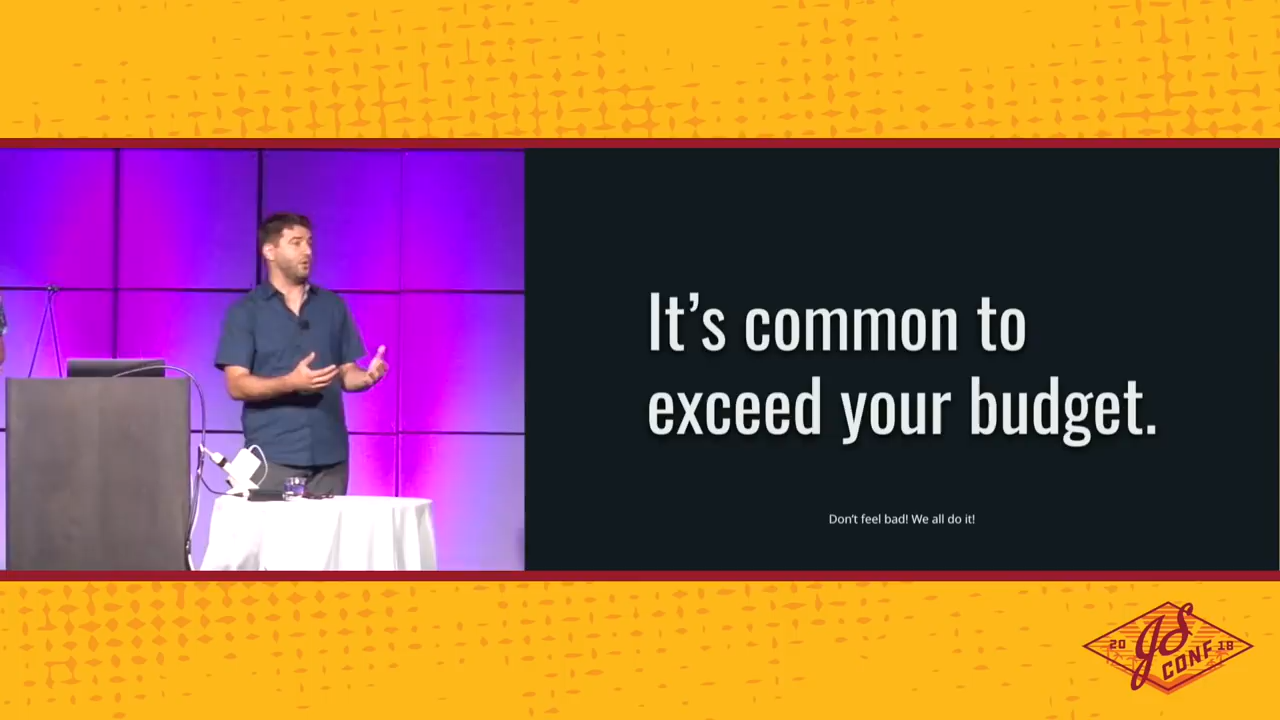 It’s common to
exceed your budget.
Don’t feel bad! We all do it!
20 JS 18
CONF